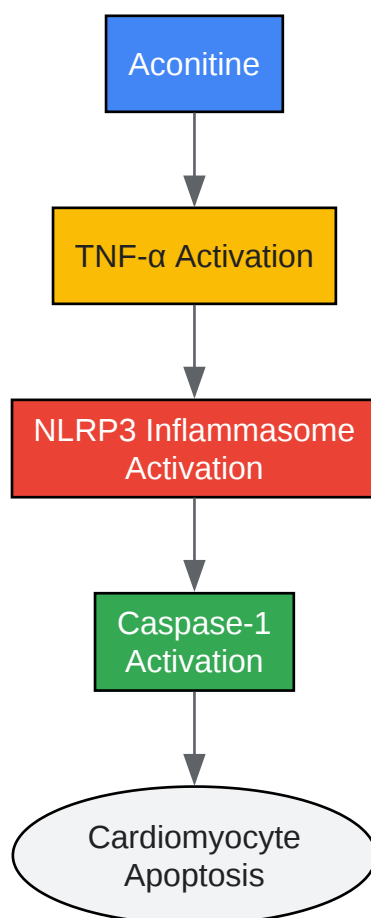 Aconitine
TNF-α Activation
NLRP3 Inflammasome
Activation
Caspase-1
Activation
Cardiomyocyte
Apoptosis